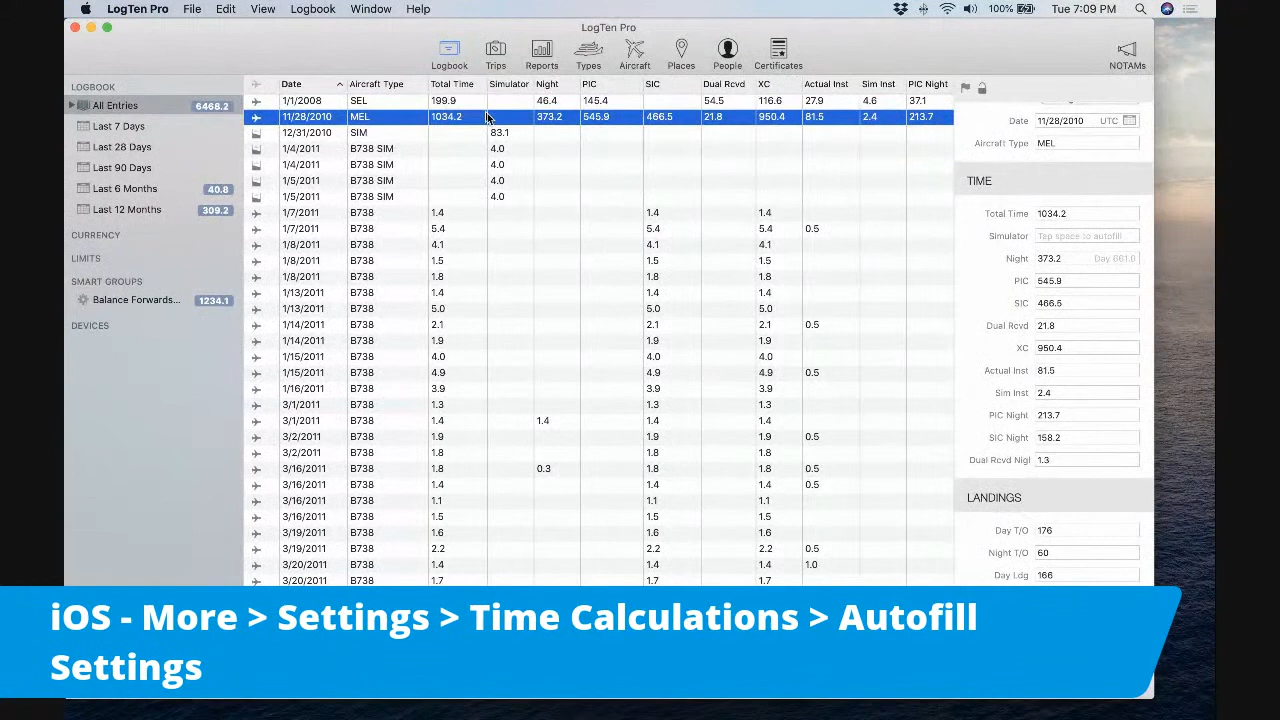 LogTen Pro File Edit View Logbook Window Help 100% Tue 7:09 PM
LogTen Pro
Logbook Trips Reports Types Aircraft Places People Certificates NOTAMs
LOGBOOK
All Entries 6468.2
Last 7 Days
Last 28 Days
Last 90 Days
Last 6 Months 40.8
Last 12 Months 309.2
CURRENCY
LIMITS
SMART GROUPS
Balance Forwards... 1234.1
DEVICES
Date Aircraft Type Total Time Simulator Night PIC SIC Dual Rcvd XC Actual Inst Sim Inst PIC Night
1/1/2008 SEL 199.9 46.4 145.4 54.5 116.6 27.9 4.6 37.1
11/28/2010 MEL 1034.2 373.2 545.9 466.5 21.8 950.4 81.5 2.4 213.7
12/31/2010 SIM 83.1
1/4/2011 B738 SIM 4.0
1/4/2011 B738 SIM 4.0
1/5/2011 B738 SIM 4.0
1/5/2011 B738 SIM 4.0
1/7/2011 B738 1.4 1.4 1.4
1/7/2011 B738 5.4 5.4 5.4 0.5
1/8/2011 B738 4.1 4.1 4.1
1/8/2011 B738 1.5 1.5 1.5
1/8/2011 B738 1.8 1.8 1.8
1/13/2011 B738 1.4 1.4 1.4
1/13/2011 B738 5.0 5.0 5.0
1/14/2011 B738 2.1 2.1 2.1 0.5
1/14/2011 B738 1.9 1.9 1.9
1/15/2011 B738 4.0 4.0 4.0
1/15/2011 B738 4.9 4.9 4.9 0.5
1/16/2011 B738 3.9 3.9 3.9
3/1/2011 B738 1.3 1.3 1.3
3/1/2011 B738 1.4 1.4 1.4 1.4
3/2/2011 B738 1.9 1.9 1.9 0.5
3/2/2011 B738 1.8 1.8 1.8
3/16/2011 B738 1.8 0.3 1.8 1.8 0.5
3/16/2011 B738 1.4 1.4 1.4 0.5
3/16/2011 B738 1.1 1.1 1.1
3/16/2011 B738 1.5 1.5 1.5
3/19/2011 B738 1.6 1.6 1.6
3/19/2011 B738 2.2 2.2 2.2 0.5
3/20/2011 B738 1.4 1.4 1.4 1.0
3/20/2011 B738 1.7 1.7 1.7
Date 11/28/2010 UTC
Aircraft Type MEL
TIME
Total Time 1034.2
Simulator Tap space to autofill
Night 373.2 Day 661.0
PIC 545.9
SIC 466.5
Dual Rcvd 21.8
XC 950.4
Actual Inst 81.5
Sim Inst 2.4
PIC Night 213.7
SIC Night 158.2
Dual Rcvd Nigl 1.3
LANDINGS
Day T/O 176
Night T/O 60
Day Ldg
iOS - More > Settings > Time Calculations > Autofill
Settings